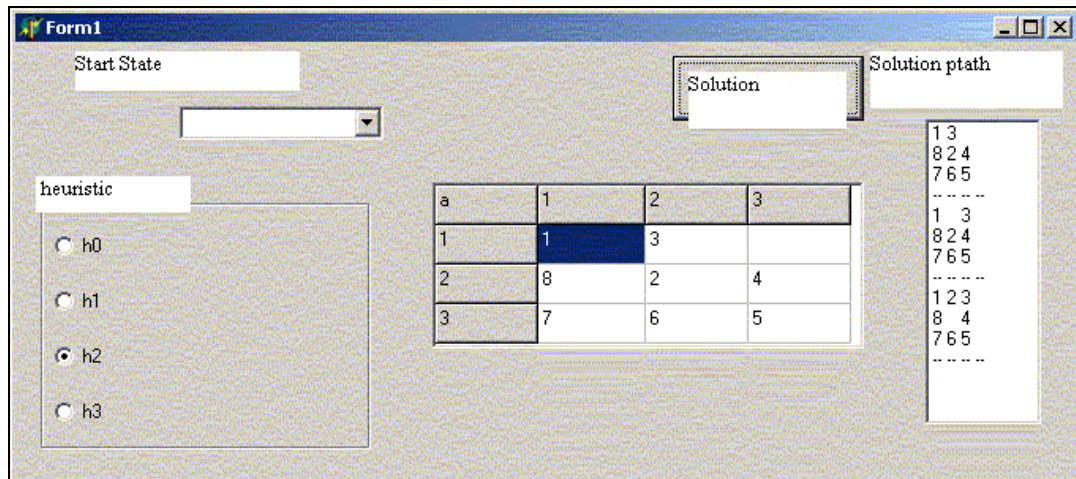 Form1
Start State
Solution
Solution ptath
heuristic
h0
h1
h2
h3
a 1 2 3
1 1 3
2 8 2 4
3 7 6 5
1 3
8 2 4
7 6 5
-- -- -- --
1   3
8 2 4
7 6 5
-- -- -- --
1 2 3
8   4
7 6 5
-- -- -- --